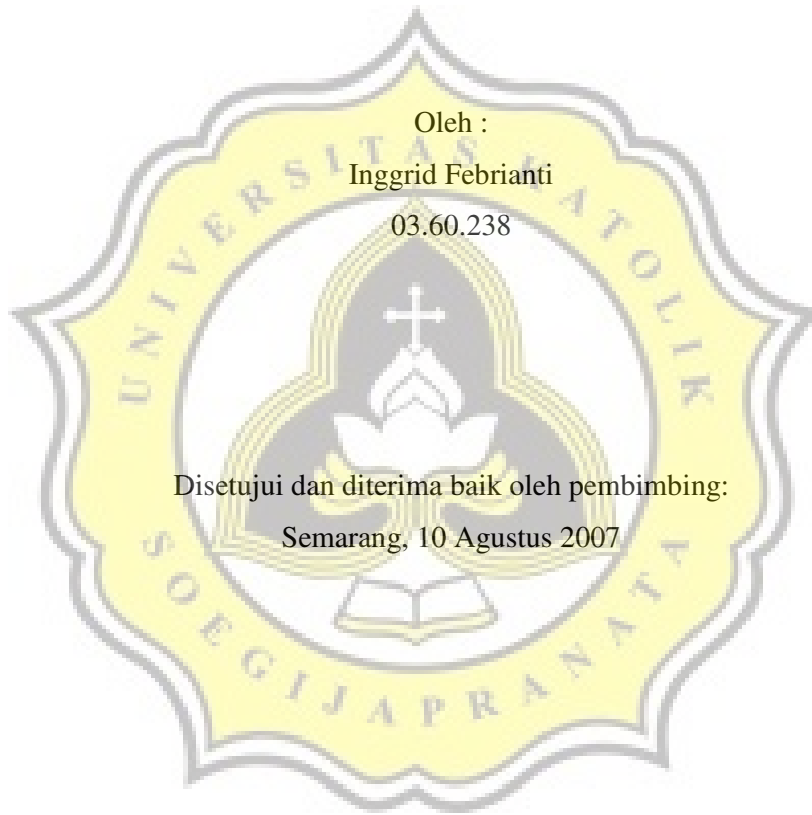 Oleh :
Inggrid Febrianti
03.60.238
Disetujui dan diterima baik oleh pembimbing:
Semarang, 10 Agustus 2007
UNIVERSITAS KATOLIK
SOEGIJAPRANATA